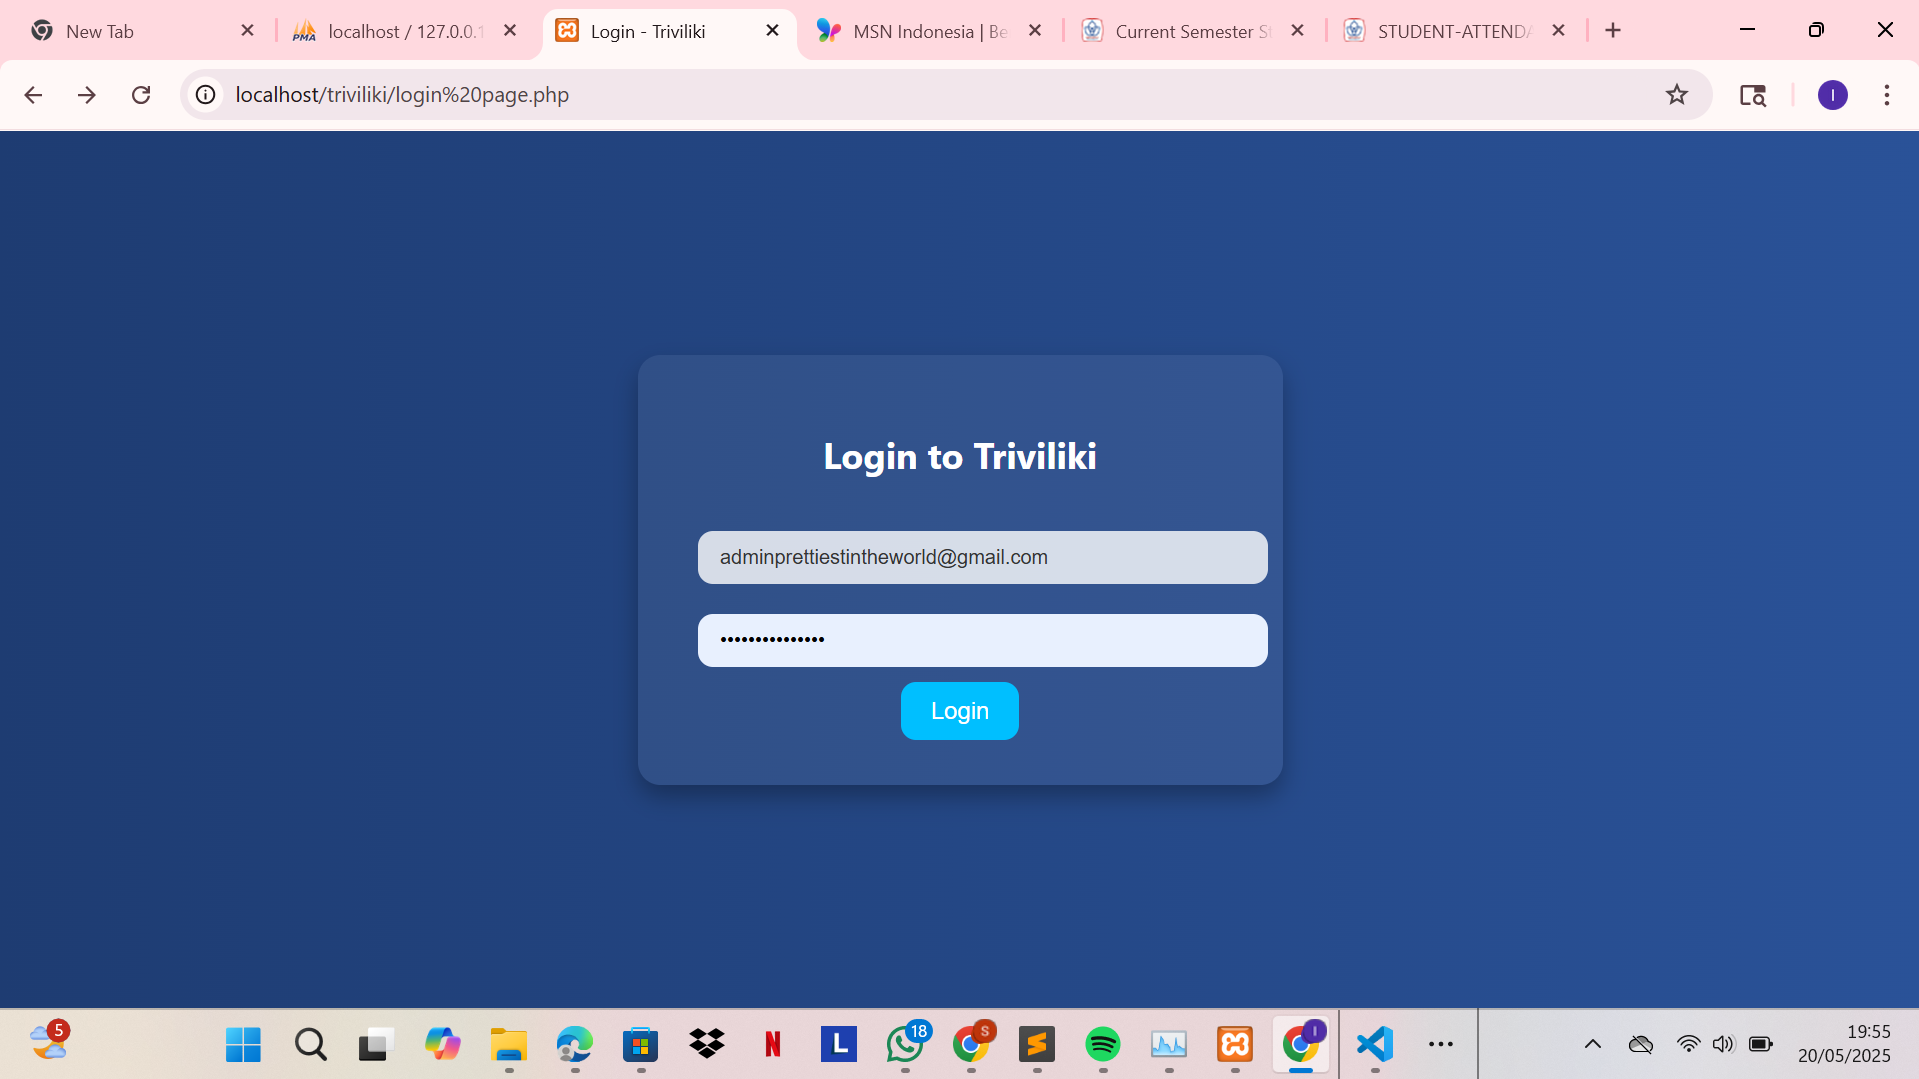 New Tab
localhost / 127.0.0.1
Login - Triviliki
MSN Indonesia | Be
Current Semester St
STUDENT-ATTENDA
localhost/triviliki/login%20page.php
I
Login to Triviliki
adminprettiestintheworld@gmail.com
•••••••••••••••
Login
5
18
S
I
19:55
20/05/2025